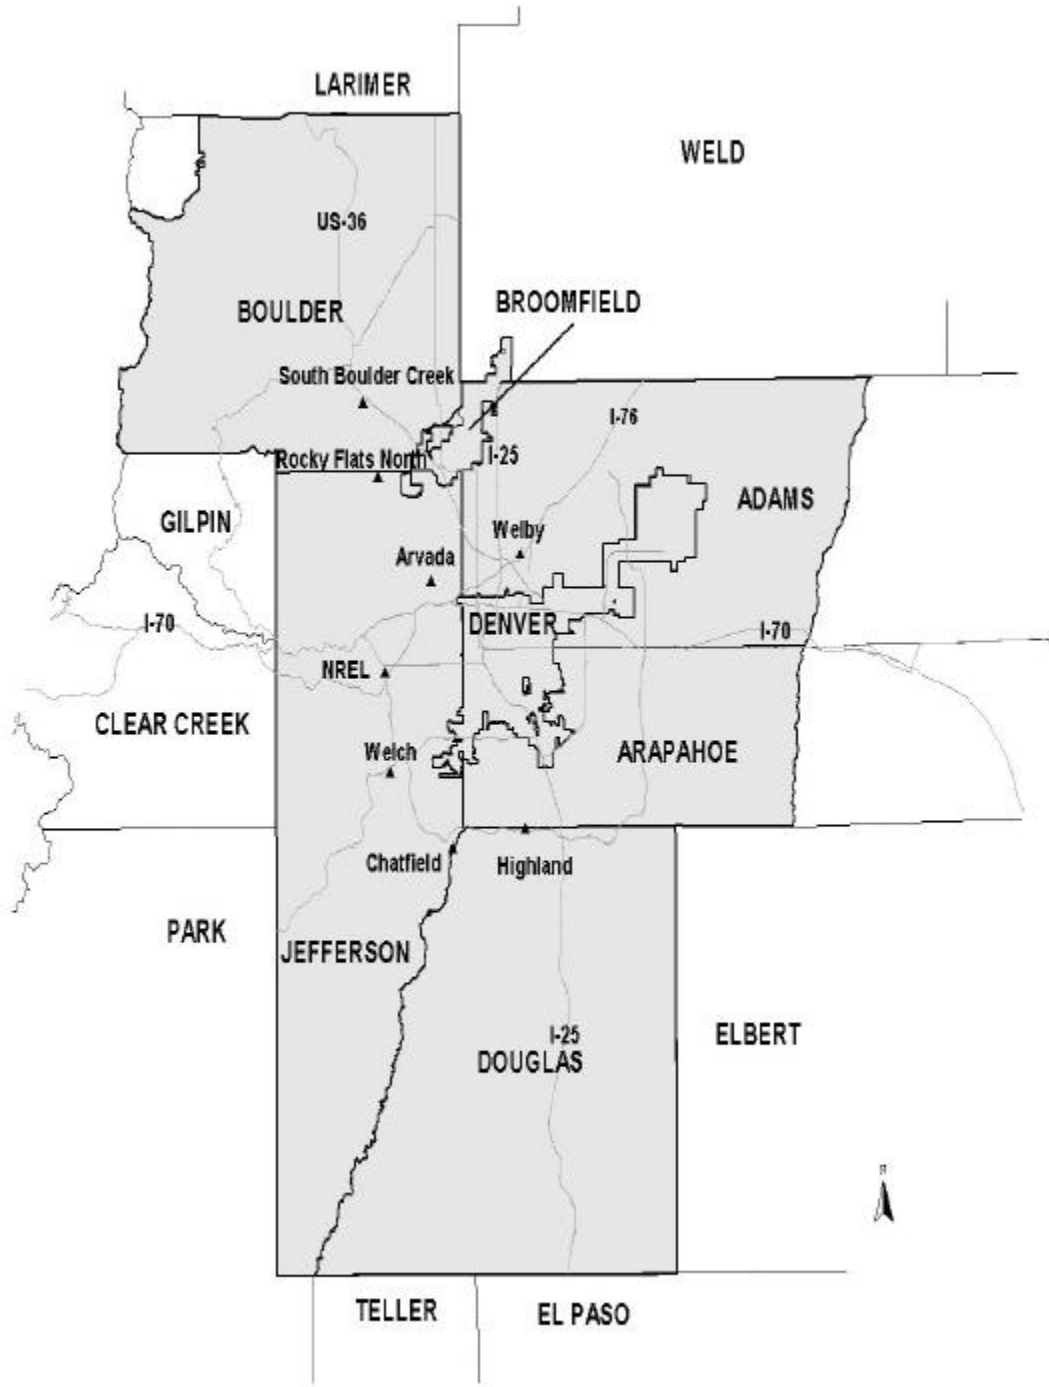 LARIMER
WELD
US-36
BROOMFIELD
BOULDER
South Boulder Creek
I-76
I-25
Rocky Flats North
ADAMS
GILPIN
Welby
Arvada
I-70
DENVER
I-70
NREL
CLEAR CREEK
Welch
ARAPAHOE
Chatfield
Highland
PARK
JEFFERSON
I-25
ELBERT
DOUGLAS
N
TELLER
EL PASO